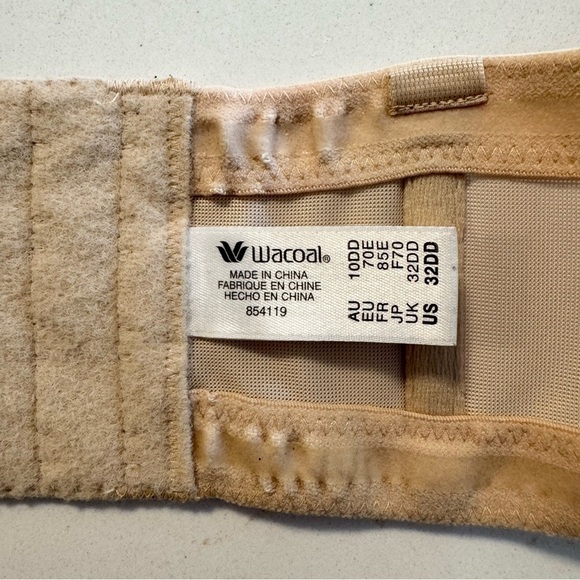 Wacoal®
MADE IN CHINA
FABRIQUE EN CHINE
HECHO EN CHINA
854119
AU 10DD
EU 70E
FR 85E
JP F70
UK 32DD
US 32DD